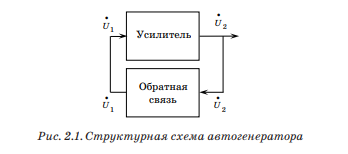 U̇₁
Усилитель
U̇₂
Обратная
связь
U̇₁
U̇₂
Рис. 2.1. Структурная схема автогенератора